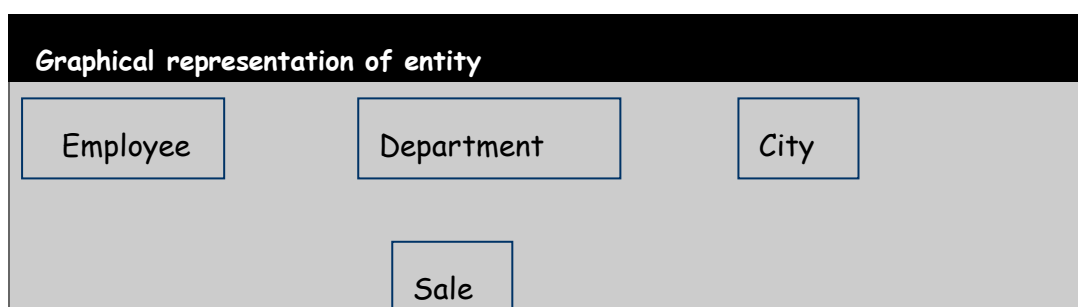 Graphical representation of entity
Employee
Department
City
Sale